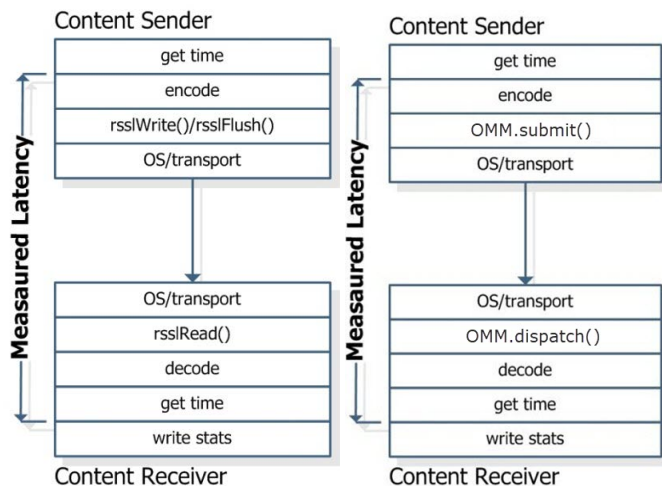 Content Sender
get time
encode
rsslWrite()/rsslFlush()
OS/transport
Measaured Latency
OS/transport
rsslRead()
decode
get time
write stats
Content Receiver
Content Sender
get time
encode
OMM.submit()
OS/transport
Measaured Latency
OS/transport
OMM.dispatch()
decode
get time
write stats
Content Receiver